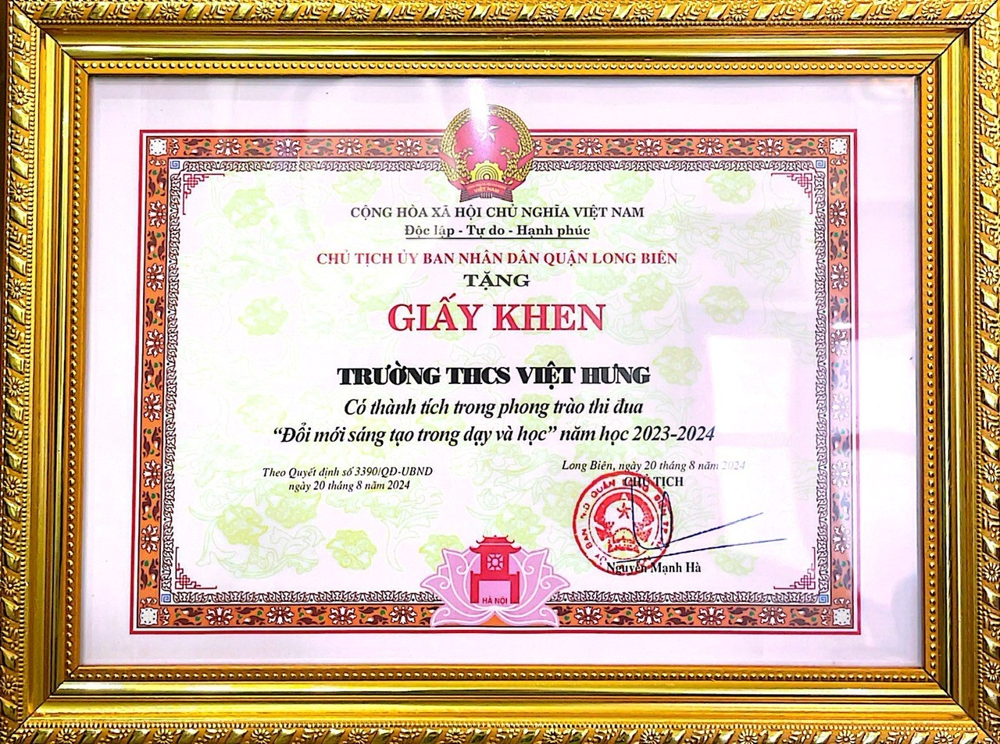 VIỆT NAM
CỘNG HÒA XÃ HỘI CHỦ NGHĨA VIỆT NAM
Độc lập - Tự do - Hạnh phúc
CHỦ TỊCH ỦY BAN NHÂN DÂN QUẬN LONG BIÊN
TẶNG
GIẤY KHEN
TRƯỜNG THCS VIỆT HƯNG
Có thành tích trong phong trào thi đua
“Đổi mới sáng tạo trong dạy và học” năm học 2023-2024
Theo Quyết định số 3390/QĐ-UBND
ngày 20 tháng 8 năm 2024
Long Biên, ngày 20 tháng 8 năm 2024
CHỦ TỊCH
Nguyễn Mạnh Hà
HÀ NỘI